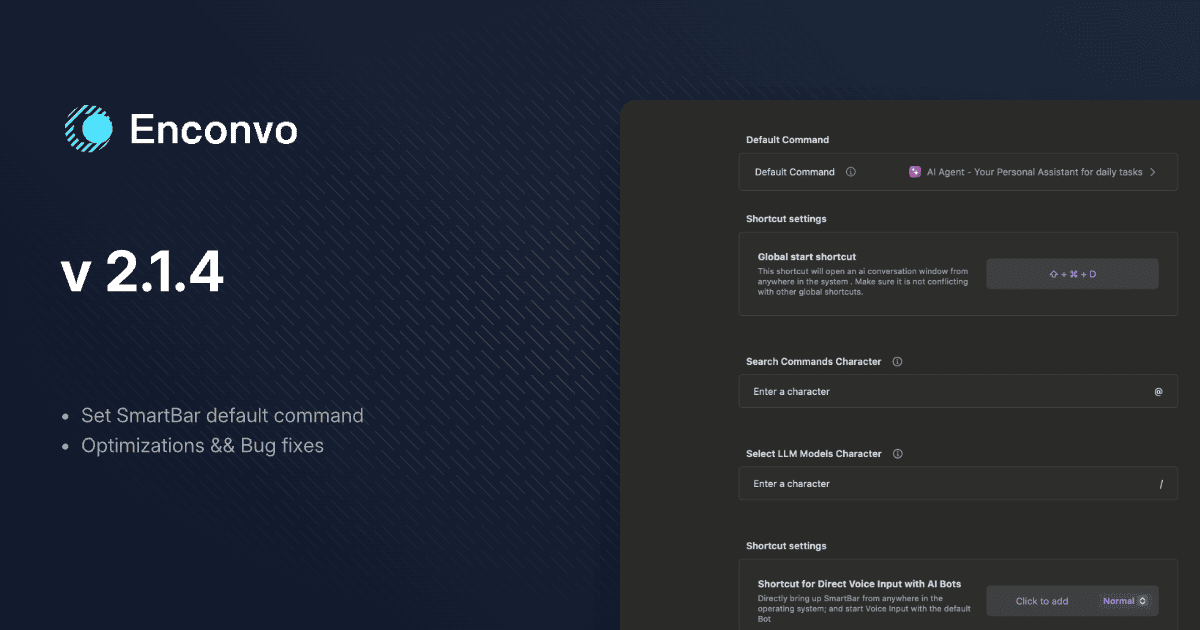 Enconvo
v 2.1.4
• Set SmartBar default command
• Optimizations && Bug fixes
Default Command
Default Command
AI Agent - Your Personal Assistant for daily tasks
Shortcut settings
Global start shortcut
This shortcut will open an ai conversation window from
anywhere in the system . Make sure it is not conflicting
with other global shortcuts.
⇧ + ⌘ + D
Search Commands Character
Enter a character
@
Select LLM Models Character
Enter a character
/
Shortcut settings
Shortcut for Direct Voice Input with AI Bots
Directly bring up SmartBar from anywhere in the
operating system; and start Voice Input with the default
Bot
Click to add
Normal